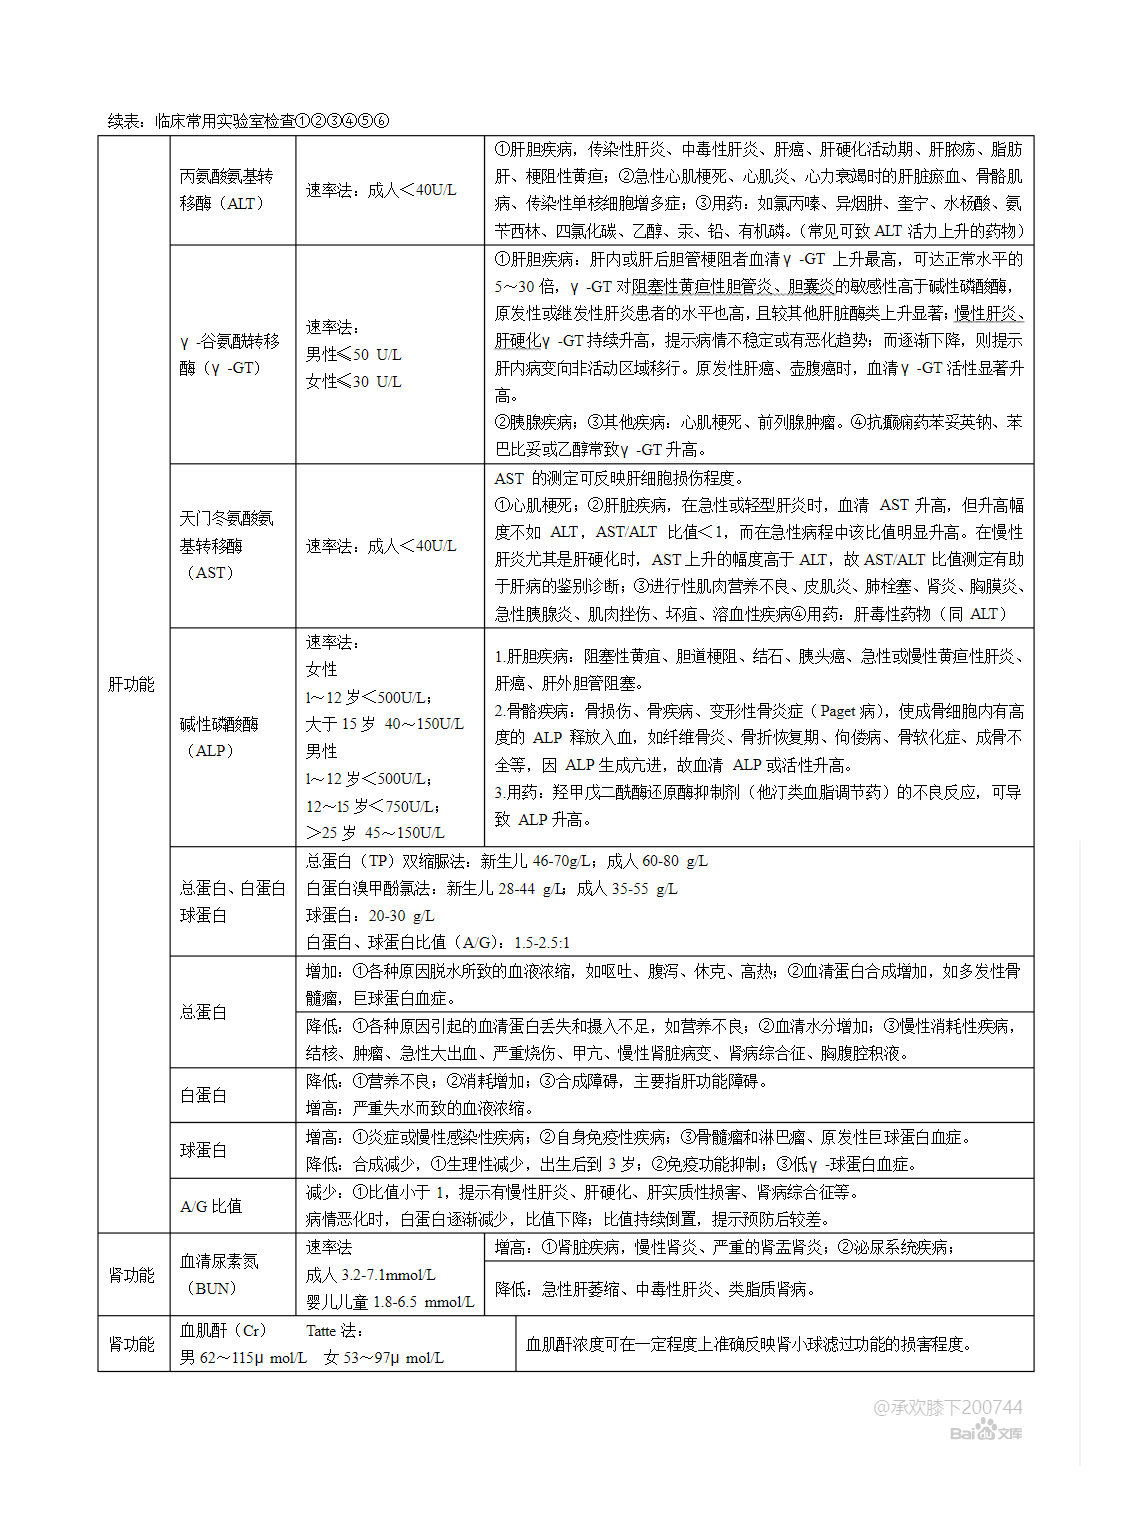 续表：临床常用实验室检查①②③④⑤⑥
肝功能
丙氨酸氨基转
移酶（ALT）
速率法：成人＜40U/L
①肝胆疾病，传染性肝炎、中毒性肝炎、肝癌、肝硬化活动期、肝脓疡、脂肪
肝、梗阻性黄疸；②急性心肌梗死、心肌炎、心力衰竭时的肝脏瘀血、骨骼肌
病、传染性单核细胞增多症；③用药：如氯丙嗪、异烟肼、奎宁、水杨酸、氨
苄西林、四氯化碳、乙醇、汞、铅、有机磷。（常见可致 ALT 活力上升的药物）
γ -谷氨酰转移
酶（γ -GT）
速率法：
男性≤50 U/L
女性≤30 U/L
①肝胆疾病：肝内或肝后胆管梗阻者血清γ -GT 上升最高，可达正常水平的
5～30 倍，γ -GT 对阻塞性黄疸性胆管炎、胆囊炎的敏感性高于碱性磷酸酶，
原发性或继发性肝炎患者的水平也高，且较其他肝脏酶类上升显著；慢性肝炎、
肝硬化γ -GT 持续升高，提示病情不稳定或有恶化趋势；而逐渐下降，则提示
肝内病变向非活动区域移行。原发性肝癌、壶腹癌时，血清γ -GT 活性显著升
高。
②胰腺疾病；③其他疾病：心肌梗死、前列腺肿瘤。④抗癫痫药苯妥英钠、苯
巴比妥或乙醇常致γ -GT 升高。
天门冬氨酸氨
基转移酶
（AST）
速率法：成人＜40U/L
AST 的测定可反映肝细胞损伤程度。
①心肌梗死；②肝脏疾病，在急性或轻型肝炎时，血清 AST 升高，但升高幅
度不如 ALT，AST/ALT 比值＜1，而在急性病程中该比值明显升高。在慢性
肝炎尤其是肝硬化时，AST 上升的幅度高于 ALT，故 AST/ALT 比值测定有助
于肝病的鉴别诊断；③进行性肌肉营养不良、皮肌炎、肺栓塞、肾炎、胸膜炎、
急性胰腺炎、肌肉挫伤、坏疽、溶血性疾病④用药：肝毒性药物（同 ALT）
碱性磷酸酶
（ALP）
速率法：
女性
1～12 岁＜500U/L；
大于 15 岁 40～150U/L
男性
1～12 岁＜500U/L；
12～15 岁＜750U/L；
＞25 岁 45～150U/L
1.肝胆疾病：阻塞性黄疸、胆道梗阻、结石、胰头癌、急性或慢性黄疸性肝炎、
肝癌、肝外胆管阻塞。
2.骨骼疾病：骨损伤、骨疾病、变形性骨炎症（Paget 病），使成骨细胞内有高
度的 ALP 释放入血，如纤维骨炎、骨折恢复期、佝偻病、骨软化症、成骨不
全等，因 ALP 生成亢进，故血清 ALP 或活性升高。
3.用药：羟甲戊二酰酶还原酶抑制剂（他汀类血脂调节药）的不良反应，可导
致 ALP 升高。
总蛋白、白蛋白
球蛋白
总蛋白（TP）双缩脲法：新生儿 46-70g/L；成人 60-80 g/L
白蛋白溴甲酚氯法：新生儿 28-44 g/L；成人 35-55 g/L
球蛋白：20-30 g/L
白蛋白、球蛋白比值（A/G）：1.5-2.5:1
总蛋白
增加：①各种原因脱水所致的血液浓缩，如呕吐、腹泻、休克、高热；②血清蛋白合成增加，如多发性骨
髓瘤，巨球蛋白血症。
降低：①各种原因引起的血清蛋白丢失和摄入不足，如营养不良；②血清水分增加；③慢性消耗性疾病，
结核、肿瘤、急性大出血、严重烧伤、甲亢、慢性肾脏病变、肾病综合征、胸腹腔积液。
白蛋白
降低：①营养不良；②消耗增加；③合成障碍，主要指肝功能障碍。
增高：严重失水而致的血液浓缩。
球蛋白
增高：①炎症或慢性感染性疾病；②自身免疫性疾病；③骨髓瘤和淋巴瘤、原发性巨球蛋白血症。
降低：合成减少，①生理性减少，出生后到 3 岁；②免疫功能抑制；③低γ -球蛋白血症。
A/G 比值
减少：①比值小于 1，提示有慢性肝炎、肝硬化、肝实质性损害、肾病综合征等。
病情恶化时，白蛋白逐渐减少，比值下降；比值持续倒置，提示预防后较差。
肾功能
血清尿素氮
（BUN）
速率法
成人 3.2-7.1mmol/L
婴儿儿童 1.8-6.5 mmol/L
增高：①肾脏疾病，慢性肾炎、严重的肾盂肾炎；②泌尿系统疾病；
降低：急性肝萎缩、中毒性肝炎、类脂质肾病。
肾功能
血肌酐（Cr） Tatte 法：
男 62～115μ mol/L 女 53～97μ mol/L
血肌酐浓度可在一定程度上准确反映肾小球滤过功能的损害程度。
@承欢膝下200744
Bai du 文库